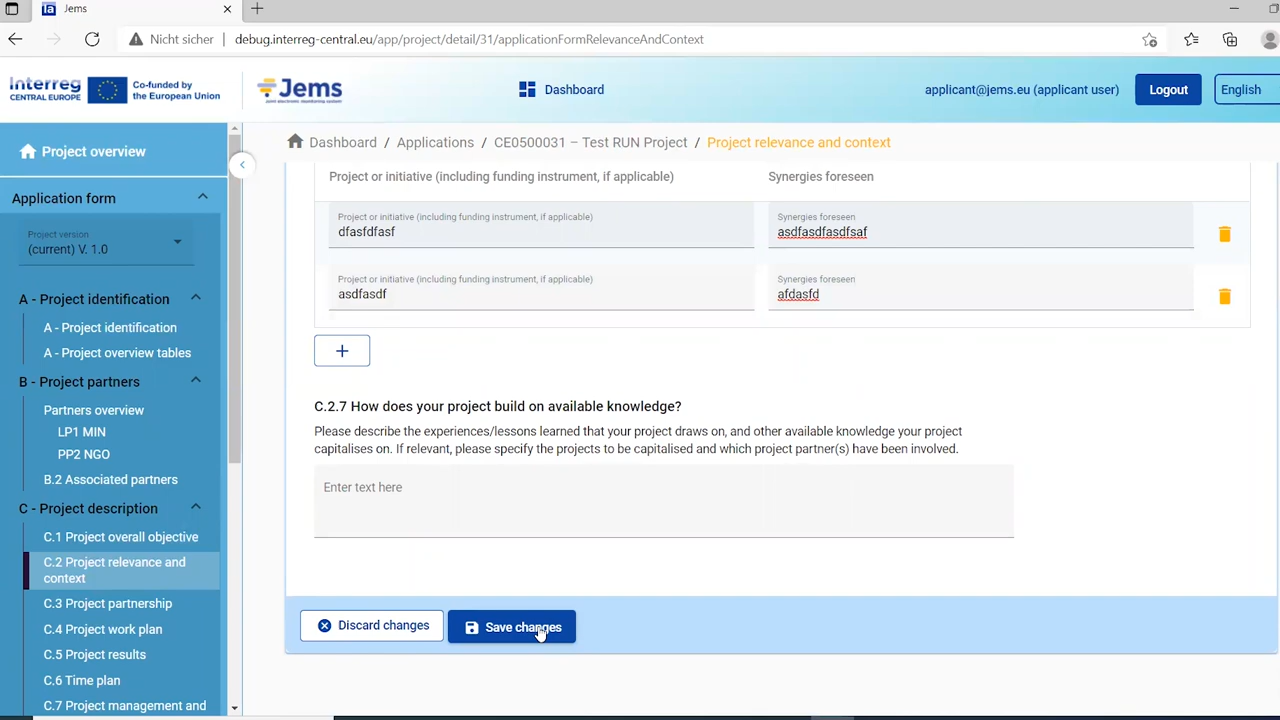 Jems
Nicht sicher
debug.interreg-central.eu/app/project/detail/31/applicationFormRelevanceAndContext
Interreg
CENTRAL EUROPE
Co-funded by
the European Union
Jems
Joint electronic monitoring system
Dashboard
applicant@jems.eu (applicant user)
Logout
English
Project overview
Dashboard / Applications / CE0500031 – Test RUN Project / Project relevance and context
Application form
Project version
(current) V. 1.0
A - Project identification
A - Project identification
A - Project overview tables
B - Project partners
Partners overview
LP1 MIN
PP2 NGO
B.2 Associated partners
C - Project description
C.1 Project overall objective
C.2 Project relevance and
context
C.3 Project partnership
C.4 Project work plan
C.5 Project results
C.6 Time plan
C.7 Project management and
Project or initiative (including funding instrument, if applicable)
Synergies foreseen
Project or initiative (including funding instrument, if applicable)
dfasfdfasf
Synergies foreseen
asdfasdfasdfsaf
Project or initiative (including funding instrument, if applicable)
asdfasdf
Synergies foreseen
afdasfd
+
C.2.7 How does your project build on available knowledge?
Please describe the experiences/lessons learned that your project draws on, and other available knowledge your project
capitalises on. If relevant, please specify the projects to be capitalised and which project partner(s) have been involved.
Enter text here
Discard changes
Save changes